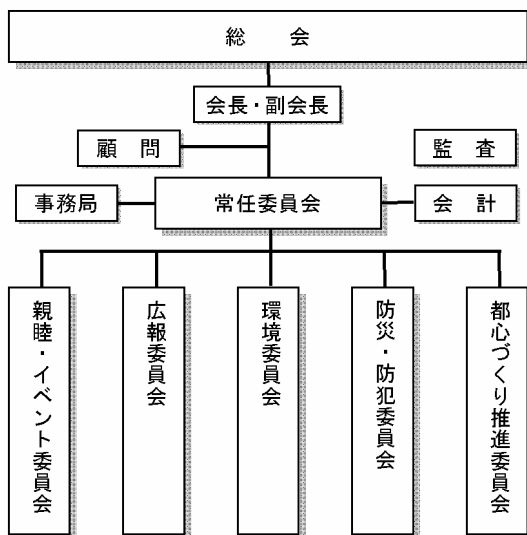 総　会
会長・副会長
顧　問
監　査
事務局
常任委員会
会　計
親睦・イベント委員会
広報委員会
環境委員会
防災・防犯委員会
都心づくり推進委員会